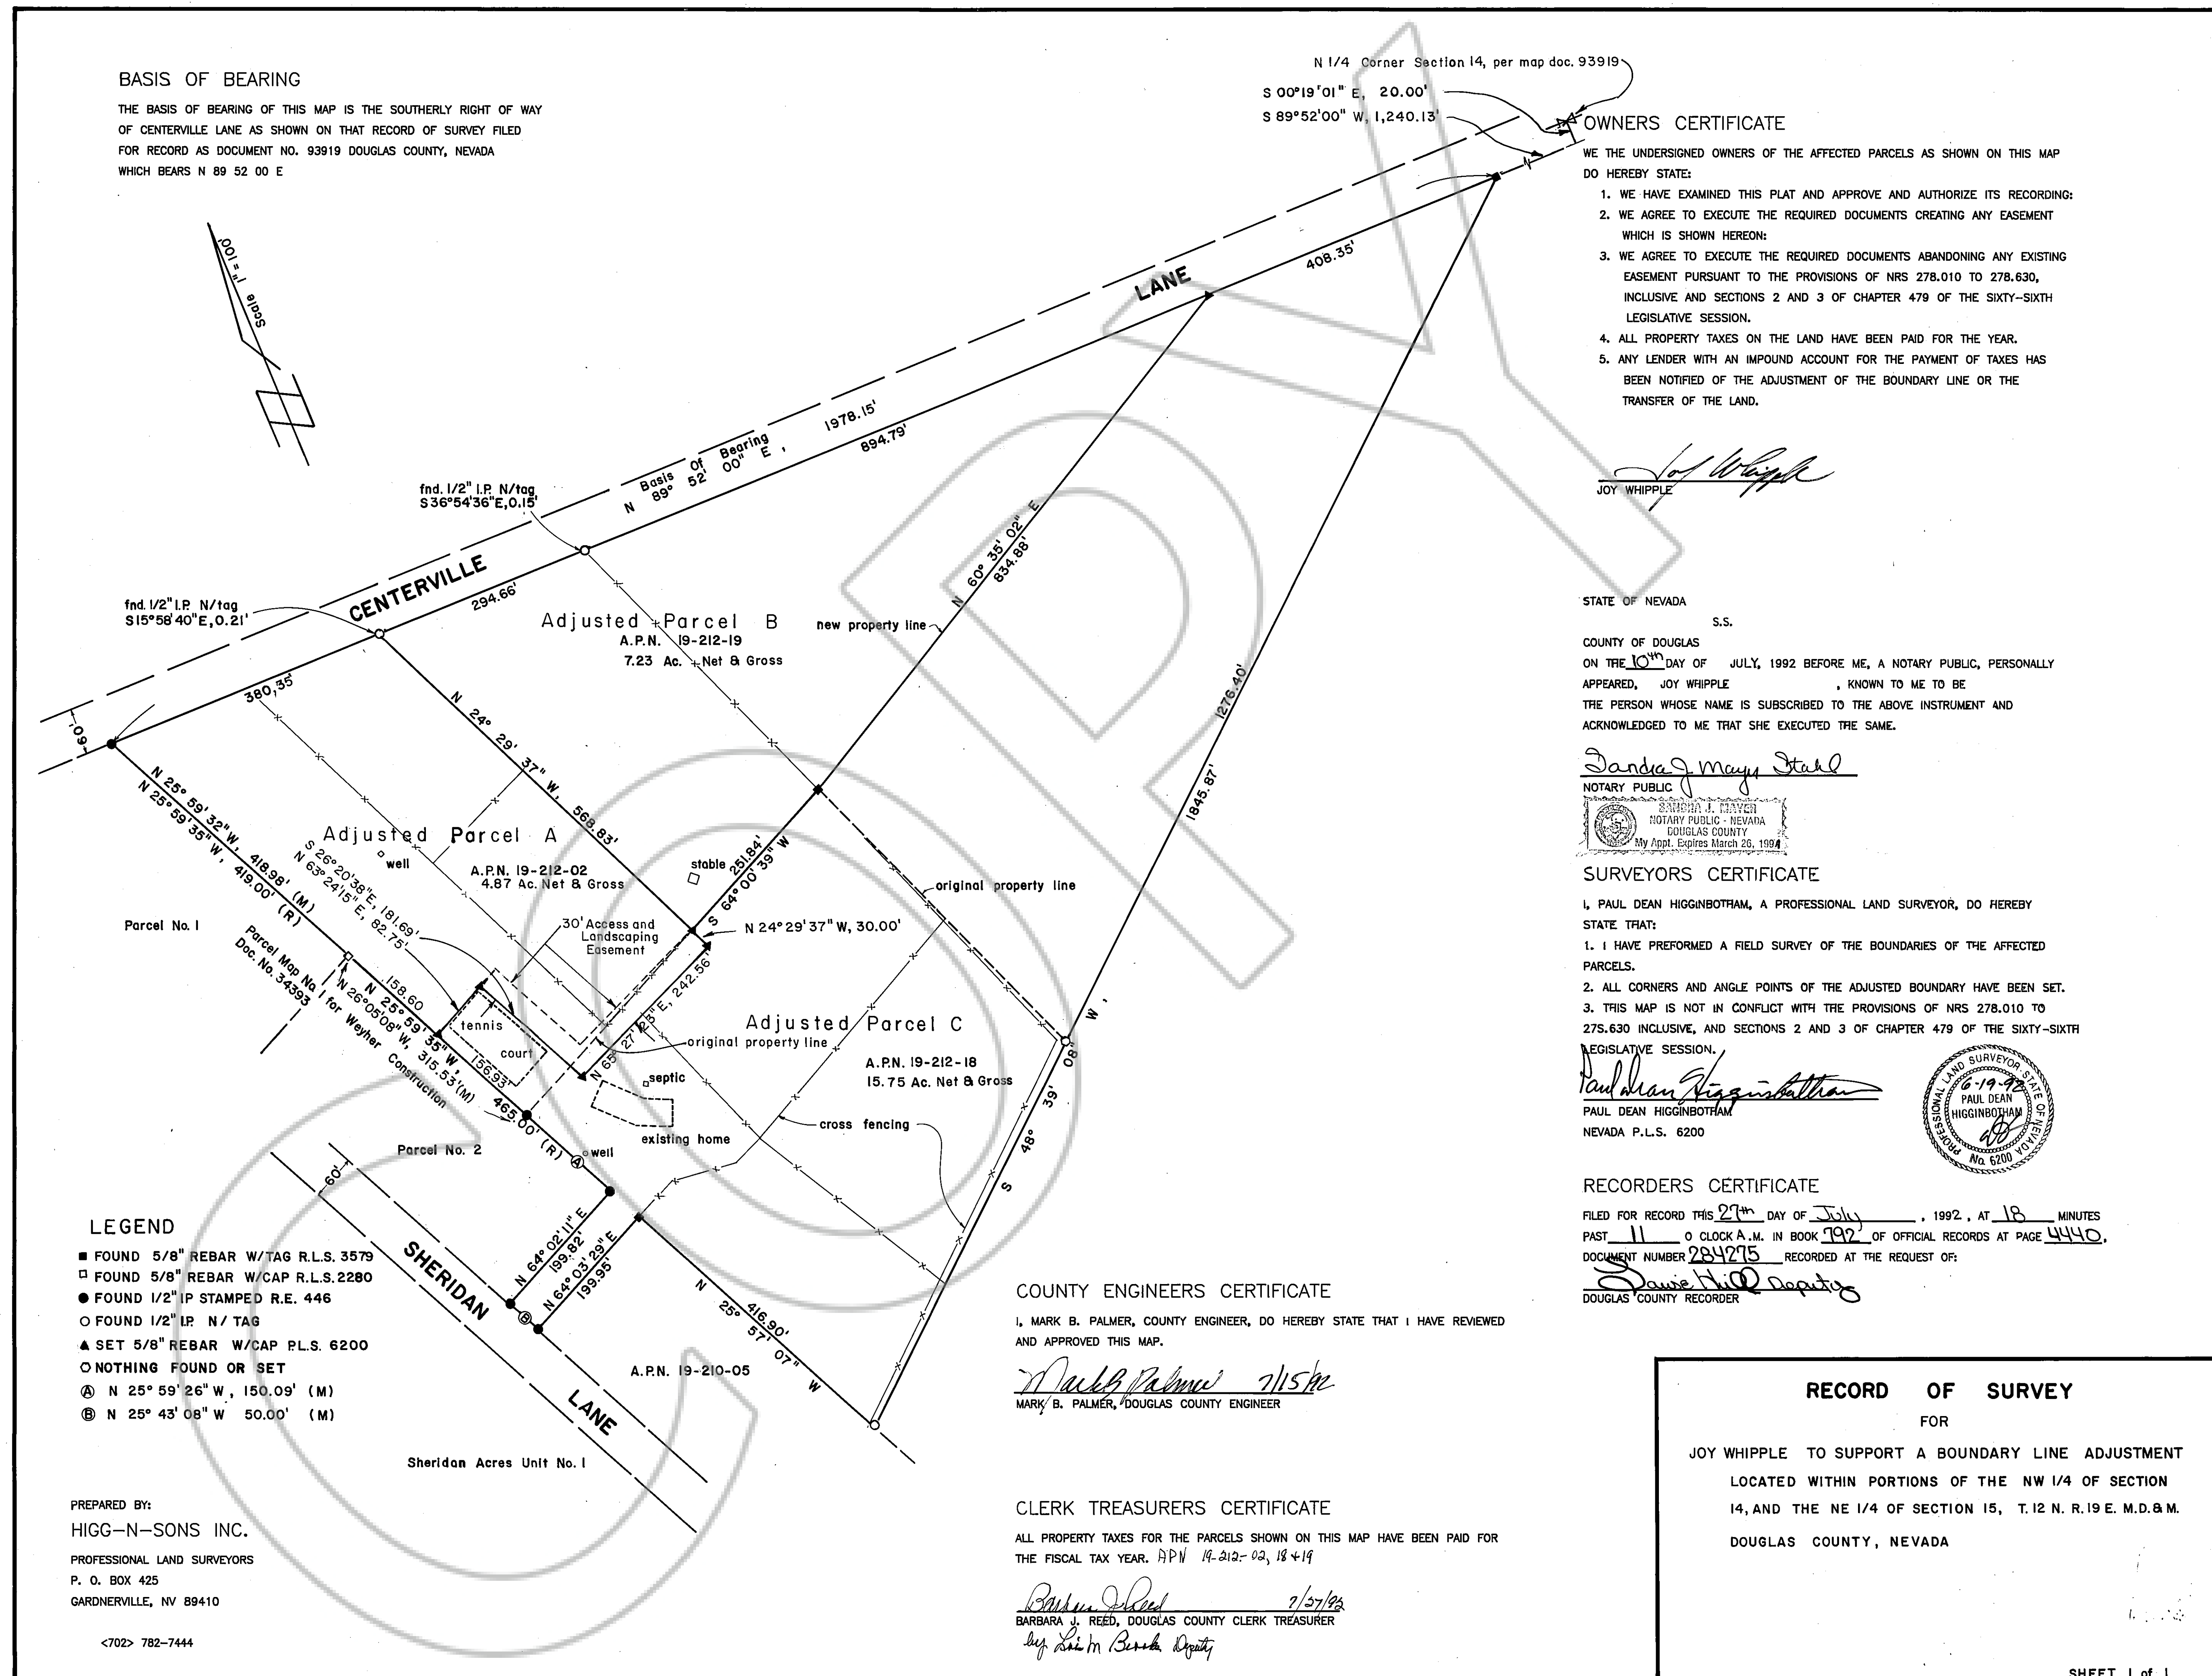 BASIS OF BEARING
THE BASIS OF BEARING OF THIS MAP IS THE SOUTHERLY RIGHT OF WAY
OF CENTERVILLE LANE AS SHOWN ON THAT RECORD OF SURVEY FILED
FOR RECORD AS DOCUMENT NO. 93919 DOUGLAS COUNTY, NEVADA
WHICH BEARS N 89 52 00 E
Scale 1" = 100'
N 1/4 Corner Section 14, per map doc. 93919
S 00°19'01" E, 20.00'
S 89°52'00" W, 1,240.13'
LANE
408.35'
Basis Of Bearing
N 89° 52' 00" E, 1978.15'
894.79'
fnd. 1/2" I.P. N/tag
S36°54'36"E,0.15'
CENTERVILLE
294.66'
fnd. 1/2" I.P. N/tag
S15°58'40"E,0.21'
380.35'
60'
Adjusted Parcel B
A.P.N. 19-212-19
7.23 Ac. Net & Gross
new property line
N 60° 35' 02" E
834.88'
1276.40'
1845.87'
S 48° 39' 08" W,
N 24° 29' 37" W, 568.83'
N 25° 59' 32" W, 418.98' (M)
N 25° 59' 35" W, 419.00' (R)
S 26°20'38"E, 181.69'
N 63°24'15"E, 82.75'
Adjusted Parcel A
well
A.P.N. 19-212-02
4.87 Ac. Net & Gross
stable
251.84'
S 64° 00' 39" W
original property line
30' Access and
Landscaping
Easement
N 24°29'37" W, 30.00'
N 65° 27' 23"E, 242.56'
Parcel No. 1
Parcel Map No. 1 for Weyher Construction
Doc. No. 34393
158.60
N 25° 59' 35" W, 465.00' (R)
N 26°05'08" W, 315.53'(M)
tennis
court
156.93'
Adjusted Parcel C
original property line
A.P.N. 19-212-18
15.75 Ac. Net & Gross
septic
existing home
cross fencing
well
A
Parcel No. 2
60'
N 64° 02' 11" E
199.82'
N 64° 03' 29" E
199.95'
B
SHERIDAN
LANE
416.90'
N 25° 57' 07" W
A.P.N. 19-210-05
Sheridan Acres Unit No. 1
LEGEND
FOUND 5/8" REBAR W/TAG R.L.S. 3579
FOUND 5/8" REBAR W/CAP R.L.S. 2280
FOUND 1/2" IP STAMPED R.E. 446
FOUND 1/2" I.P. N/ TAG
SET 5/8" REBAR W/CAP P.L.S. 6200
NOTHING FOUND OR SET
A N 25° 59' 26" W, 150.09' (M)
B N 25° 43' 08" W 50.00' (M)
PREPARED BY:
HIGG-N-SONS INC.
PROFESSIONAL LAND SURVEYORS
P. O. BOX 425
GARDNERVILLE, NV 89410
<702> 782-7444
OWNERS CERTIFICATE
WE THE UNDERSIGNED OWNERS OF THE AFFECTED PARCELS AS SHOWN ON THIS MAP
DO HEREBY STATE:
1. WE HAVE EXAMINED THIS PLAT AND APPROVE AND AUTHORIZE ITS RECORDING:
2. WE AGREE TO EXECUTE THE REQUIRED DOCUMENTS CREATING ANY EASEMENT
WHICH IS SHOWN HEREON:
3. WE AGREE TO EXECUTE THE REQUIRED DOCUMENTS ABANDONING ANY EXISTING
EASEMENT PURSUANT TO THE PROVISIONS OF NRS 278.010 TO 278.630,
INCLUSIVE AND SECTIONS 2 AND 3 OF CHAPTER 479 OF THE SIXTY-SIXTH
LEGISLATIVE SESSION.
4. ALL PROPERTY TAXES ON THE LAND HAVE BEEN PAID FOR THE YEAR.
5. ANY LENDER WITH AN IMPOUND ACCOUNT FOR THE PAYMENT OF TAXES HAS
BEEN NOTIFIED OF THE ADJUSTMENT OF THE BOUNDARY LINE OR THE
TRANSFER OF THE LAND.
Joy Whipple
JOY WHIPPLE
STATE OF NEVADA
S.S.
COUNTY OF DOUGLAS
ON THE 10th DAY OF JULY, 1992 BEFORE ME, A NOTARY PUBLIC, PERSONALLY
APPEARED, JOY WHIPPLE , KNOWN TO ME TO BE
THE PERSON WHOSE NAME IS SUBSCRIBED TO THE ABOVE INSTRUMENT AND
ACKNOWLEDGED TO ME THAT SHE EXECUTED THE SAME.
Sandra J Mayer Stahl
NOTARY PUBLIC
SANDRA J. MAYER
NOTARY PUBLIC - NEVADA
DOUGLAS COUNTY
My Appt. Expires March 26, 1994
SURVEYORS CERTIFICATE
I, PAUL DEAN HIGGINBOTHAM, A PROFESSIONAL LAND SURVEYOR, DO HEREBY
STATE THAT:
1. I HAVE PREFORMED A FIELD SURVEY OF THE BOUNDARIES OF THE AFFECTED
PARCELS.
2. ALL CORNERS AND ANGLE POINTS OF THE ADJUSTED BOUNDARY HAVE BEEN SET.
3. THIS MAP IS NOT IN CONFLICT WITH THE PROVISIONS OF NRS 278.010 TO
27S.630 INCLUSIVE, AND SECTIONS 2 AND 3 OF CHAPTER 479 OF THE SIXTY-SIXTH
LEGISLATIVE SESSION.
Paul Dean Higginbotham
PAUL DEAN HIGGINBOTHAM
NEVADA P.L.S. 6200
PROFESSIONAL LAND SURVEYOR STATE OF NEVADA
6-19-92
PAUL DEAN
HIGGINBOTHAM
No. 6200
RECORDERS CERTIFICATE
FILED FOR RECORD THIS 27th DAY OF July , 1992 , AT 18 MINUTES
PAST 11 O CLOCK A.M. IN BOOK 792 OF OFFICIAL RECORDS AT PAGE 4440.
DOCUMENT NUMBER 284275 RECORDED AT THE REQUEST OF:
Hill Deputy
DOUGLAS COUNTY RECORDER
COUNTY ENGINEERS CERTIFICATE
I, MARK B. PALMER, COUNTY ENGINEER, DO HEREBY STATE THAT I HAVE REVIEWED
AND APPROVED THIS MAP.
Mark B Palmer 7/15/92
MARK B. PALMER, DOUGLAS COUNTY ENGINEER
CLERK TREASURERS CERTIFICATE
ALL PROPERTY TAXES FOR THE PARCELS SHOWN ON THIS MAP HAVE BEEN PAID FOR
THE FISCAL TAX YEAR. APN 19-212-02, 18 +19
Barbara J Reed 7/27/92
BARBARA J. REED, DOUGLAS COUNTY CLERK TREASURER
by Deputy
RECORD OF SURVEY
FOR
JOY WHIPPLE TO SUPPORT A BOUNDARY LINE ADJUSTMENT
LOCATED WITHIN PORTIONS OF THE NW 1/4 OF SECTION
14, AND THE NE 1/4 OF SECTION 15, T.12 N. R.19 E. M.D.& M.
DOUGLAS COUNTY, NEVADA
SHEET 1 of 1
COPY